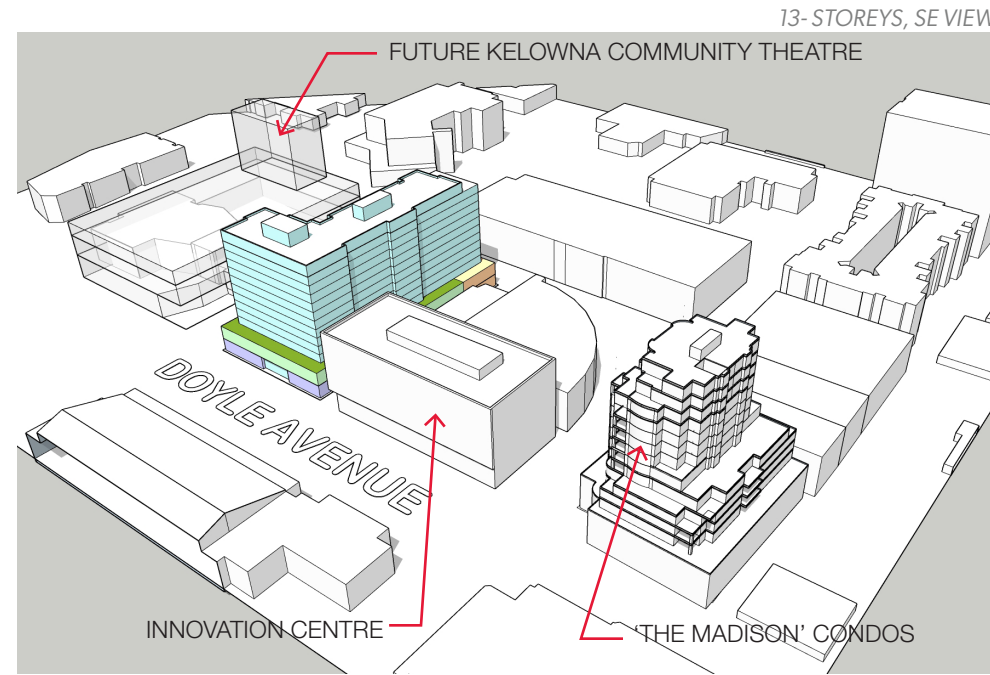 13- STOREYS, SE VIEW
FUTURE KELOWNA COMMUNITY THEATRE
DOYLE AVENUE
INNOVATION CENTRE
'THE MADISON' CONDOS